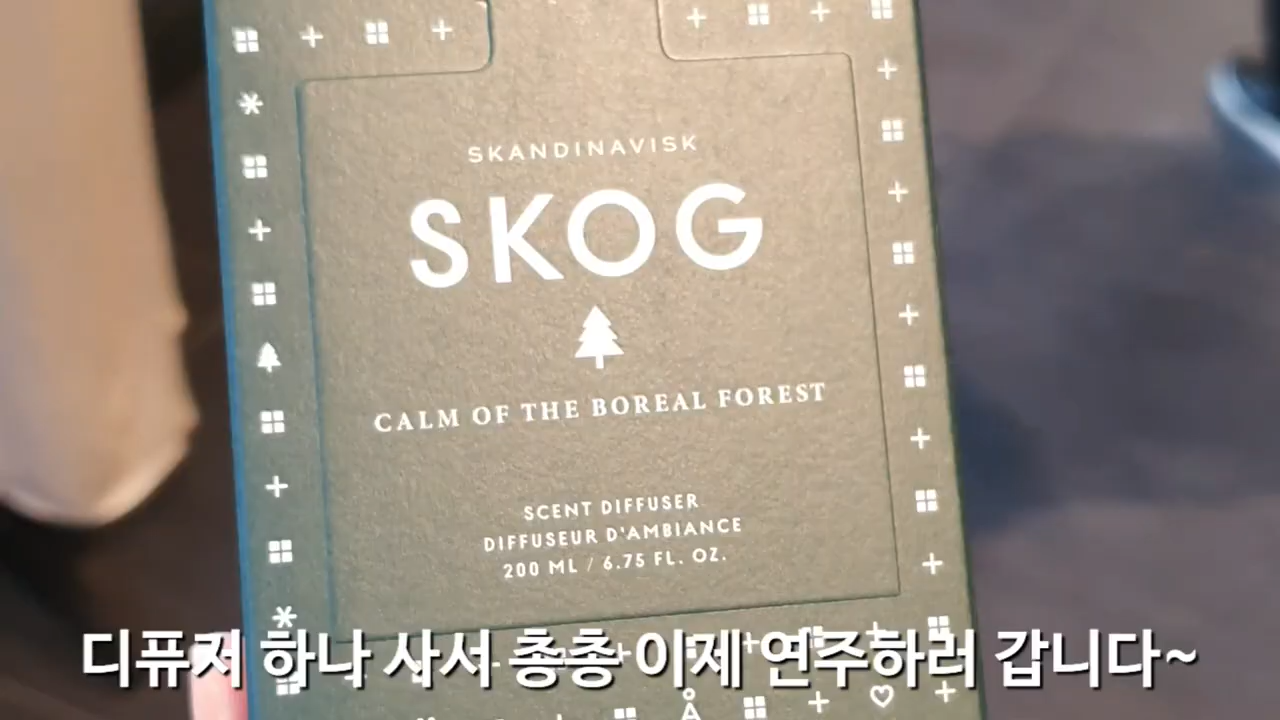 SKANDINAVISK
SKOG
CALM OF THE BOREAL FOREST
SCENT DIFFUSER
DIFFUSEUR D'AMBIANCE
200 ML / 6.75 FL. OZ.
디퓨저 하나 사서 총총 이제 연주하러 갑니다~